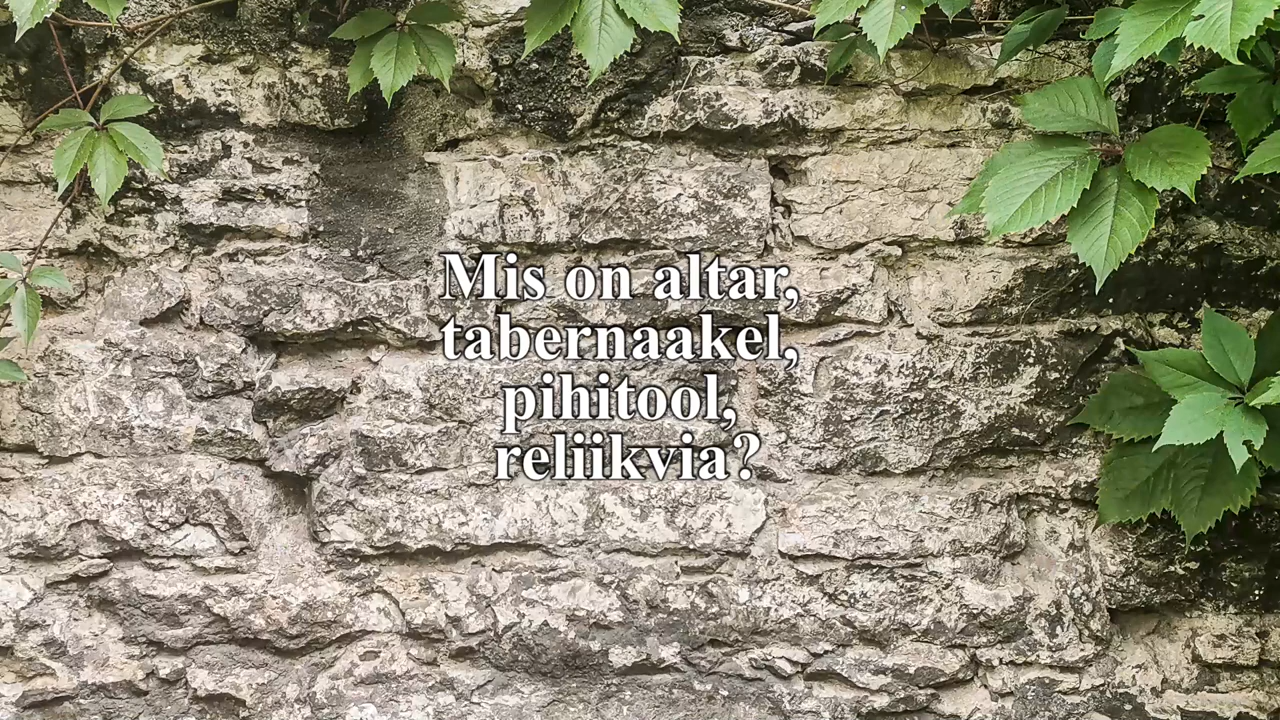 Mis on altar,
tabernaakel,
pihitool,
reliikvia?